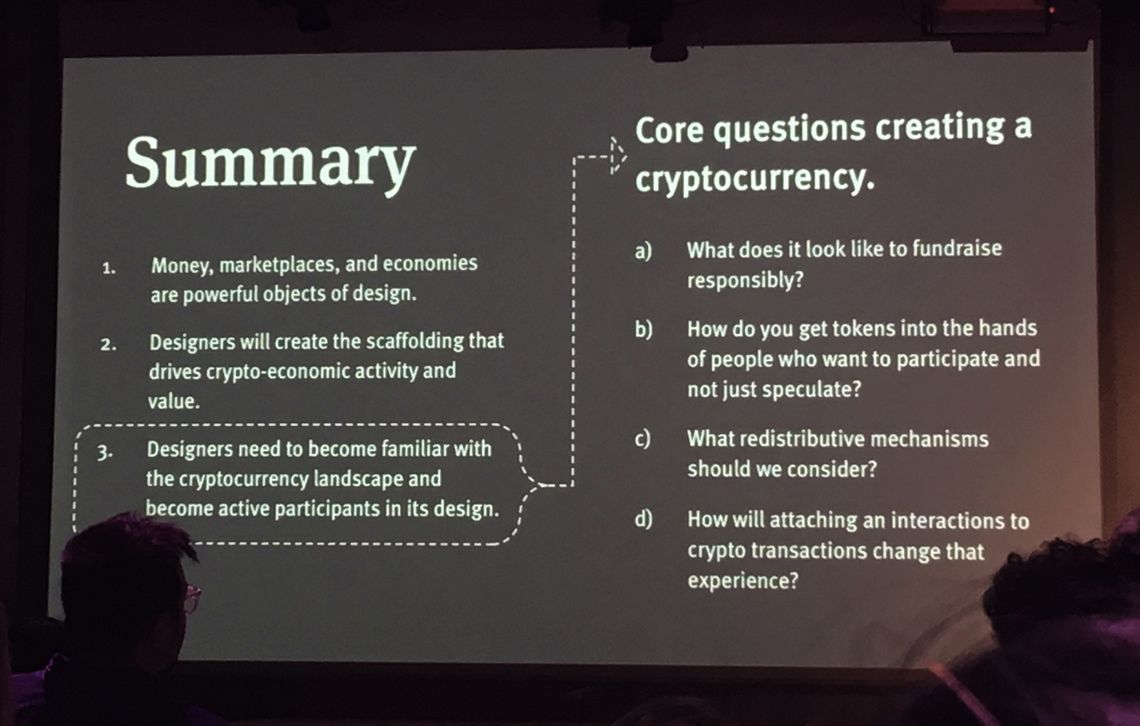 Summary
1. Money, marketplaces, and economies
are powerful objects of design.
2. Designers will create the scaffolding that
drives crypto-economic activity and
value.
3. Designers need to become familiar with
the cryptocurrency landscape and
become active participants in its design.
Core questions creating a
cryptocurrency.
a) What does it look like to fundraise
responsibly?
b) How do you get tokens into the hands
of people who want to participate and
not just speculate?
c) What redistributive mechanisms
should we consider?
d) How will attaching an interactions to
crypto transactions change that
experience?